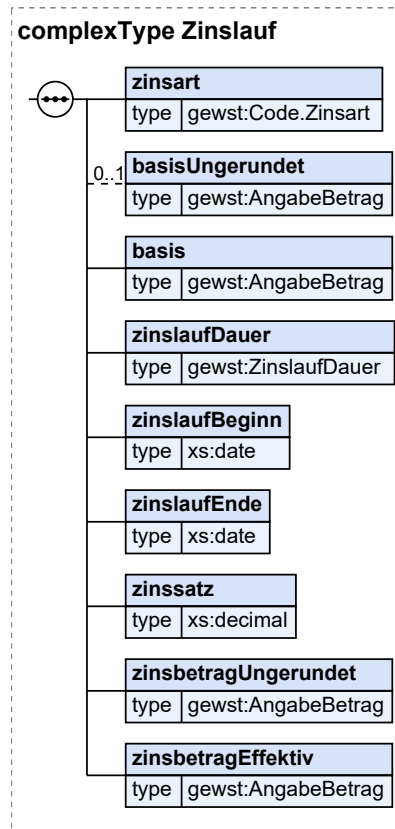 complexType Zinslauf
zinsart
type gewst:Code.Zinsart
0..1
basisUngerundet
type gewst:AngabeBetrag
basis
type gewst:AngabeBetrag
zinslaufDauer
type gewst:ZinslaufDauer
zinslaufBeginn
type xs:date
zinslaufEnde
type xs:date
zinssatz
type xs:decimal
zinsbetragUngerundet
type gewst:AngabeBetrag
zinsbetragEffektiv
type gewst:AngabeBetrag